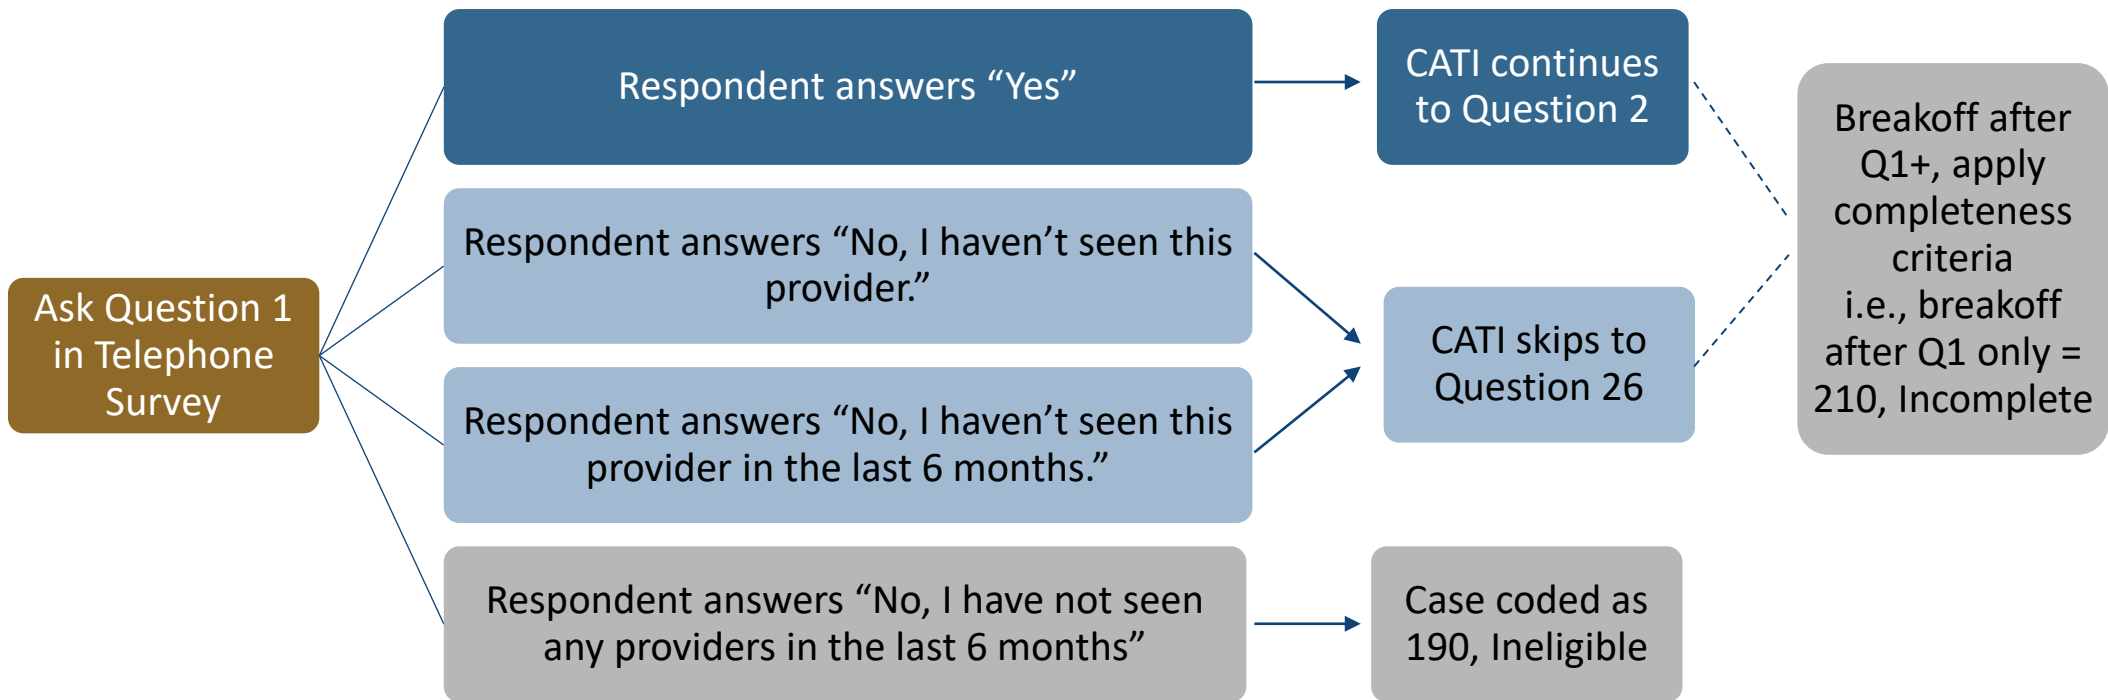 Ask Question 1
in Telephone
Survey
Respondent answers “Yes”
CATI continues
to Question 2
Respondent answers “No, I haven’t seen this
provider.”
Respondent answers “No, I haven’t seen this
provider in the last 6 months.”
CATI skips to
Question 26
Respondent answers “No, I have not seen
any providers in the last 6 months”
Case coded as
190, Ineligible
Breakoff after
Q1+, apply
completeness
criteria
i.e., breakoff
after Q1 only =
210, Incomplete